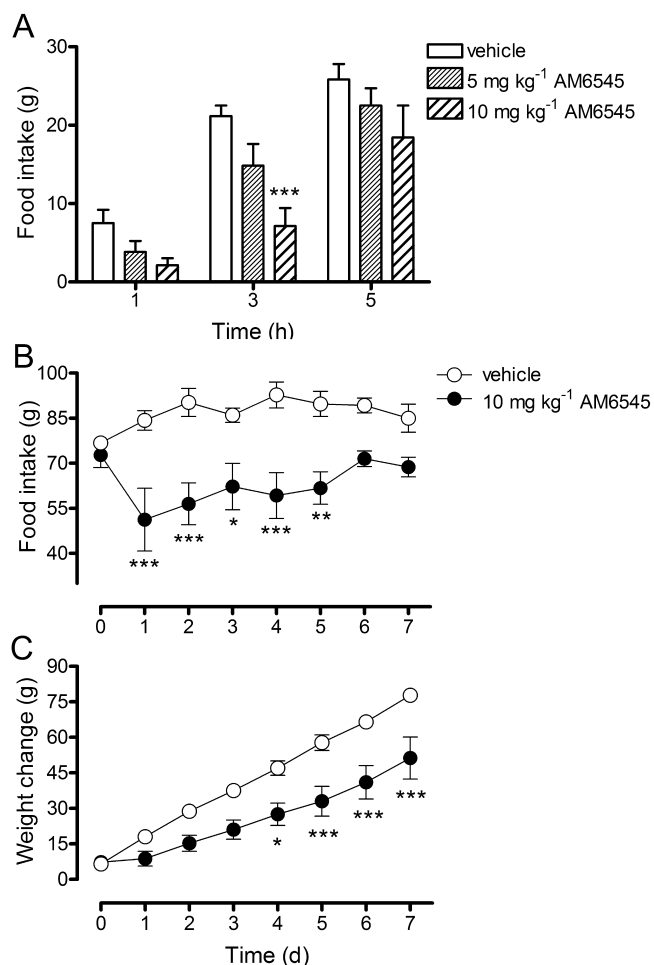 A
30
20
10
0
Food intake (g)
1
3
5
Time (h)
vehicle
5 mg kg⁻¹ AM6545
10 mg kg⁻¹ AM6545
***
B
100
85
70
55
40
Food intake (g)
vehicle
10 mg kg⁻¹ AM6545
***
***
*
***
**
0 1 2 3 4 5 6 7
C
90
75
60
45
30
15
0
Weight change (g)
*
***
***
***
0 1 2 3 4 5 6 7
Time (d)